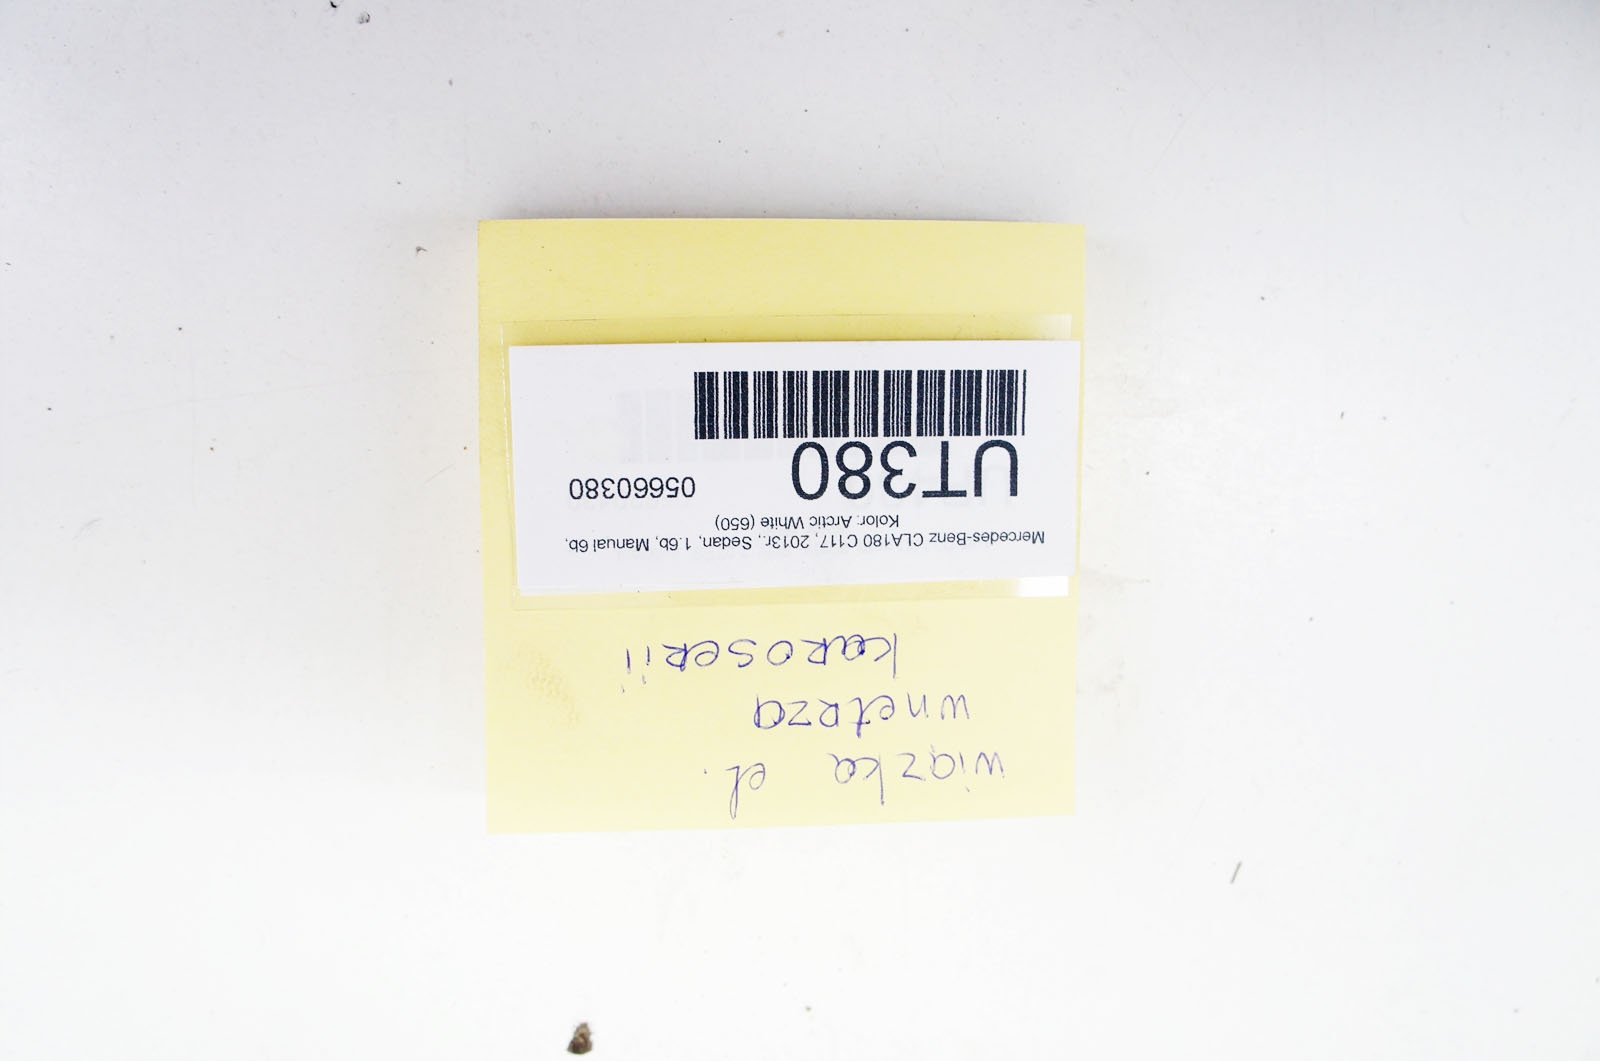 wiązka el.
wnetrza
karoserii
Mercedes-Benz CLA180 C117, 2013r., Sedan, 1.6b, Manual 6b,
Kolor: Arctic White (650)
UT380 05660380